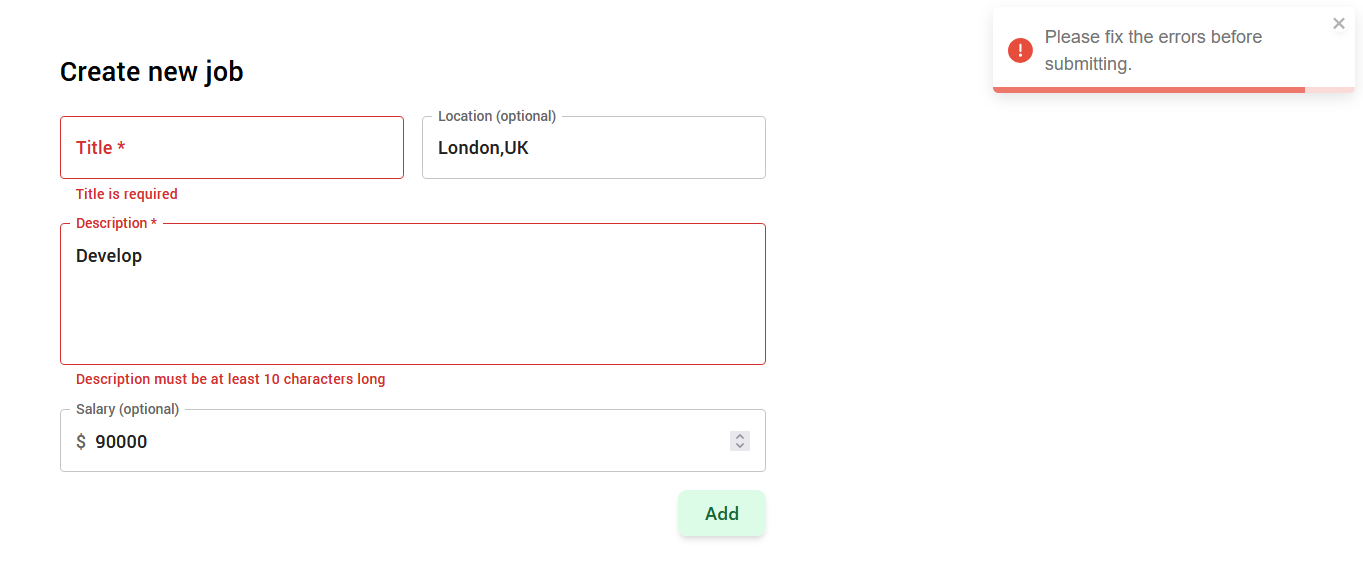 Please fix the errors before
submitting.
Create new job
Title *
Location (optional)
London,UK
Title is required
Description *
Develop
Description must be at least 10 characters long
Salary (optional)
$ 90000
Add